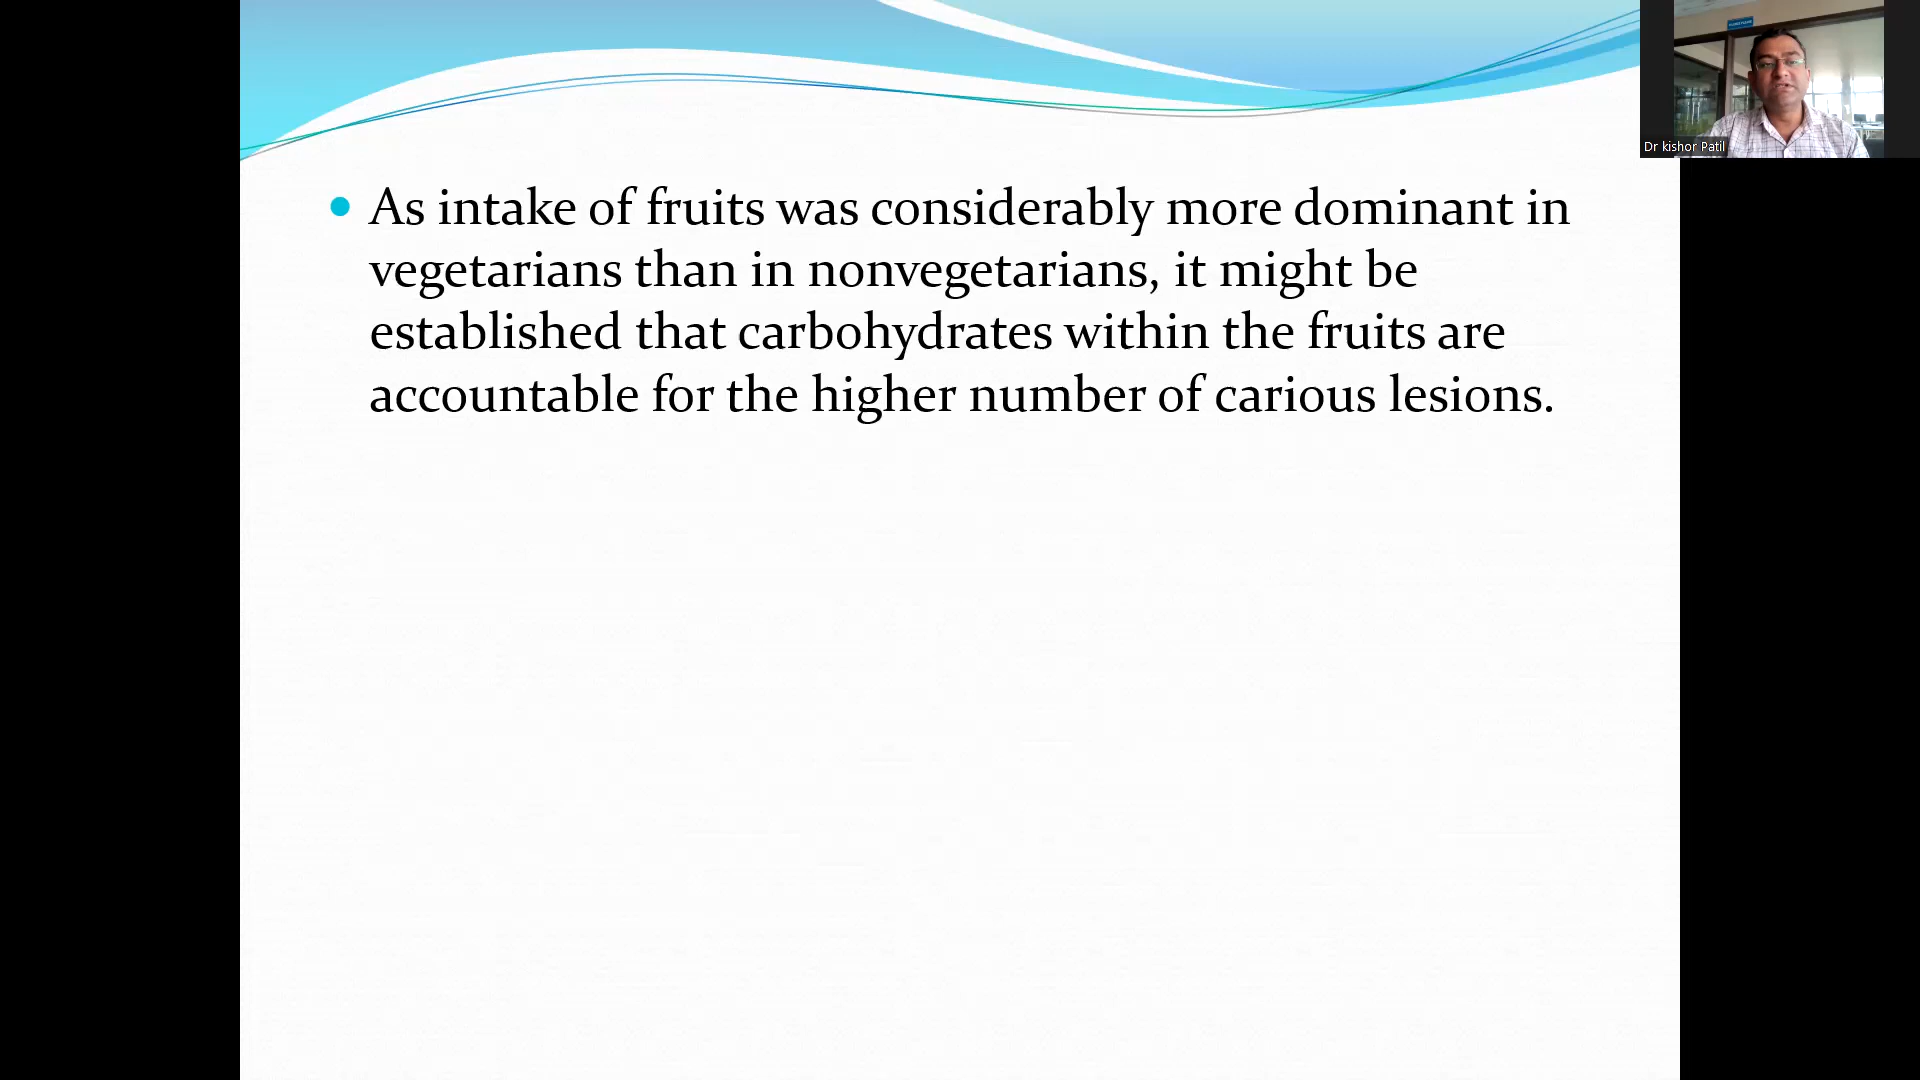 Dr kishor Patil
• As intake of fruits was considerably more dominant in
vegetarians than in nonvegetarians, it might be
established that carbohydrates within the fruits are
accountable for the higher number of carious lesions.